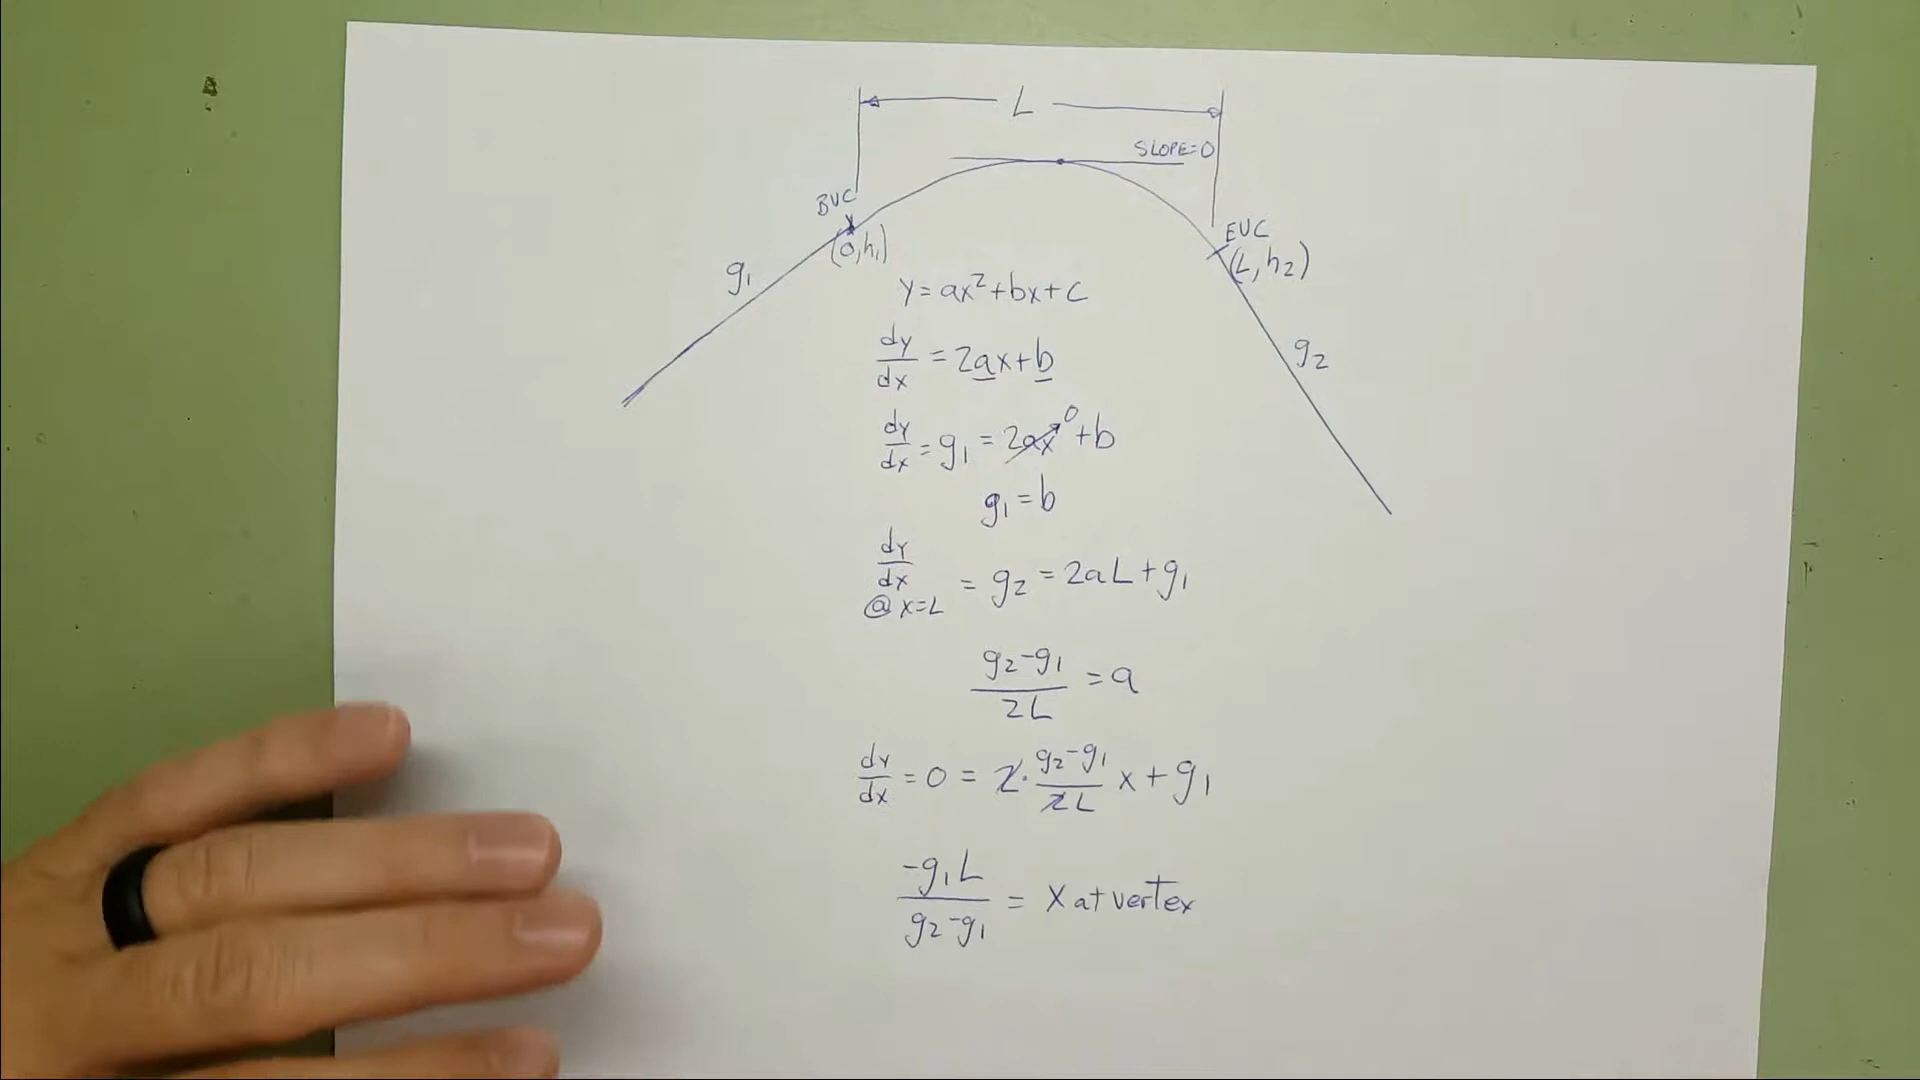 L
SLOPE=0
BVC
(0,h₁)
EVC
(L,h₂)
g₁
g₂
y=ax²+bx+c
dy/dx = 2ax+b
dy/dx = g₁ = 2ax⁰ +b
g₁=b
dy/dx @ x=L = g₂ = 2aL+g₁
(g₂-g₁)/2L = a
dy/dx = 0 = 2·(g₂-g₁)/2L x+g₁
-g₁L/(g₂-g₁) = x at vertex